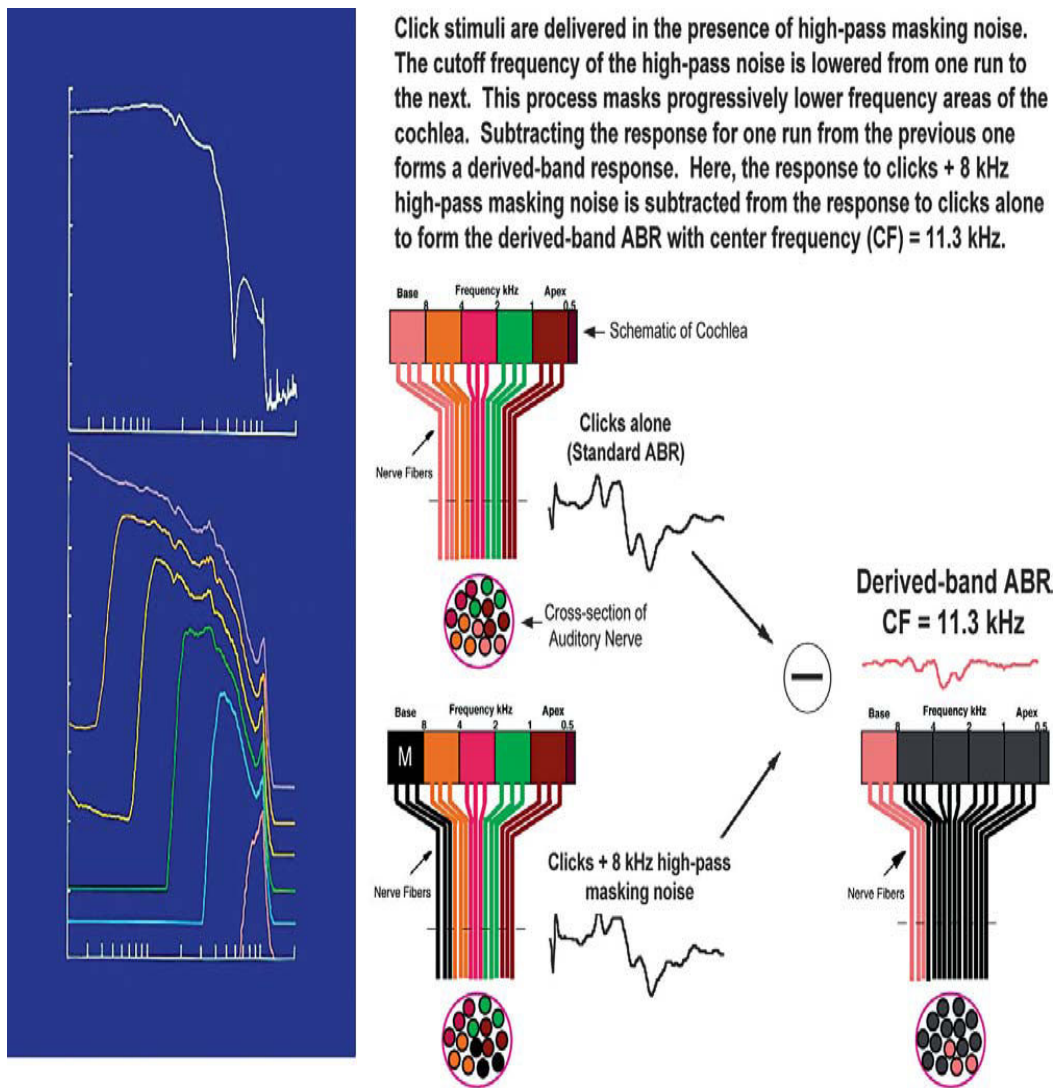 Click stimuli are delivered in the presence of high-pass masking noise.
The cutoff frequency of the high-pass noise is lowered from one run to
the next. This process masks progressively lower frequency areas of the
cochlea. Subtracting the response for one run from the previous one
forms a derived-band response. Here, the response to clicks + 8 kHz
high-pass masking noise is subtracted from the response to clicks alone
to form the derived-band ABR with center frequency (CF) = 11.3 kHz.
Base Frequency kHz Apex
8 4 2 1 0.5
Schematic of Cochlea
Clicks alone
(Standard ABR)
Nerve Fibers
Cross-section of
Auditory Nerve
Derived-band ABR
CF = 11.3 kHz
Base Frequency kHz Apex
8 4 2 1 0.5
M
Clicks + 8 kHz high-pass
masking noise
Nerve Fibers
Base Frequency kHz Apex
8 4 2 1 0.5
Nerve Fibers